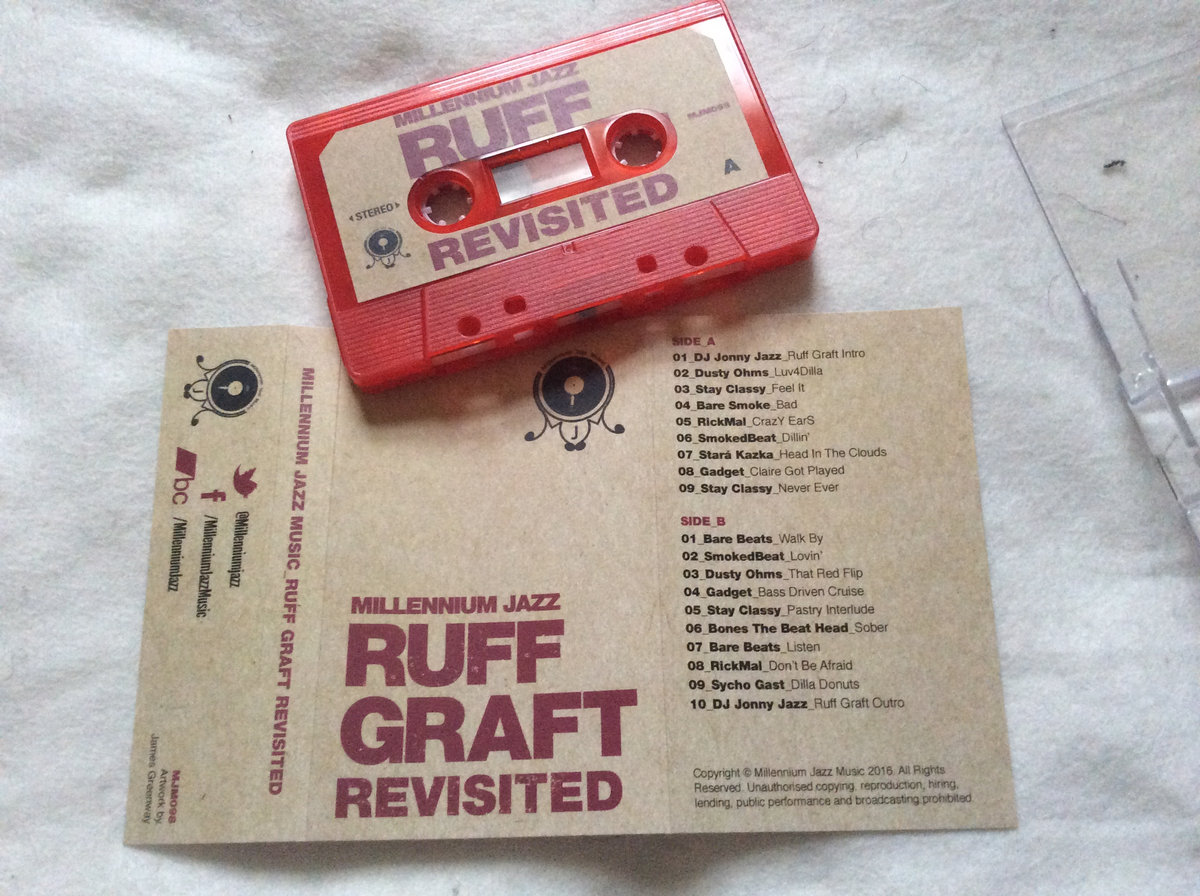 MILLENNIUM JAZZ
RUFF
MJM098
A
STEREO
REVISITED
J
@Millenniumjazz
f /MillenniumJazzMusic
bc /MillenniumJazz
MJM098
Artwork by
James Greenway
MILLENNIUM JAZZ MUSIC_RUFF GRAFT REVISITED
J
MILLENNIUM JAZZ
RUFF
GRAFT
REVISITED
SIDE_A
01_DJ Jonny Jazz_Ruff Graft Intro
02_Dusty Ohms_Luv4Dilla
03_Stay Classy_Feel It
04_Bare Smoke_Bad
05_RickMal_CrazY EarS
06_SmokedBeat_Dillin'
07_Stará Kazka_Head In The Clouds
08_Gadget_Claire Got Played
09_Stay Classy_Never Ever
SIDE_B
01_Bare Beats_Walk By
02_SmokedBeat_Lovin'
03_Dusty Ohms_That Red Flip
04_Gadget_Bass Driven Cruise
05_Stay Classy_Pastry Interlude
06_Bones The Beat Head_Sober
07_Bare Beats_Listen
08_RickMal_Don't Be Afraid
09_Sycho Gast_Dilla Donuts
10_DJ Jonny Jazz_Ruff Graft Outro
Copyright © Millennium Jazz Music 2016. All Rights
Reserved. Unauthorised copying, reproduction, hiring,
lending, public performance and broadcasting prohibited.